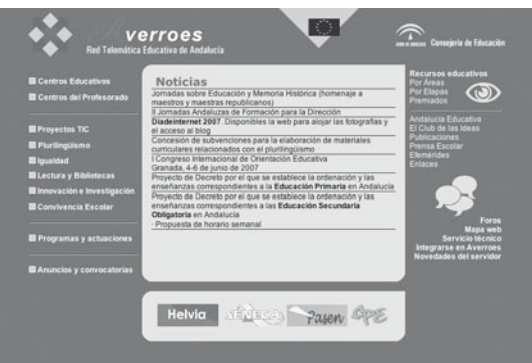 Averroes
Red Telemática Educativa de Andalucía
JUNTA DE ANDALUCIA
Consejería de Educación
Centros Educativos
Centros del Profesorado
Proyectos TIC
Plurilingüismo
Igualdad
Lectura y Bibliotecas
Innovación e Investigación
Convivencia Escolar
Programas y actuaciones
Anuncios y convocatorias
Noticias
Jornadas sobre Educación y Memoria Histórica (homenaje a
maestros y maestras republicanos)
II Jornadas Andaluzas de Formación para la Dirección
Diadeinternet 2007. Disponibles la web para alojar las fotografías y
el acceso al blog
Concesión de subvenciones para la elaboración de materiales
curriculares relacionados con el plurilingüismo
I Congreso Internacional de Orientación Educativa
Granada, 4-6 de junio de 2007
Proyecto de Decreto por el que se establece la ordenación y las
enseñanzas correspondientes a la Educación Primaria en Andalucía
Proyecto de Decreto por el que se establece la ordenación y las
enseñanzas correspondientes a las Educación Secundaria
Obligatoria en Andalucía
- Propuesta de horario semanal
Recursos educativos
Por Áreas
Por Etapas
Premiados
Andalucía Educativa
El Club de las Ideas
Publicaciones
Prensa Escolar
Efemérides
Enlaces
Foros
Mapa web
Servicio técnico
Integrarse en Averroes
Novedades del servidor
Helvia
SÉNECA
Pasen